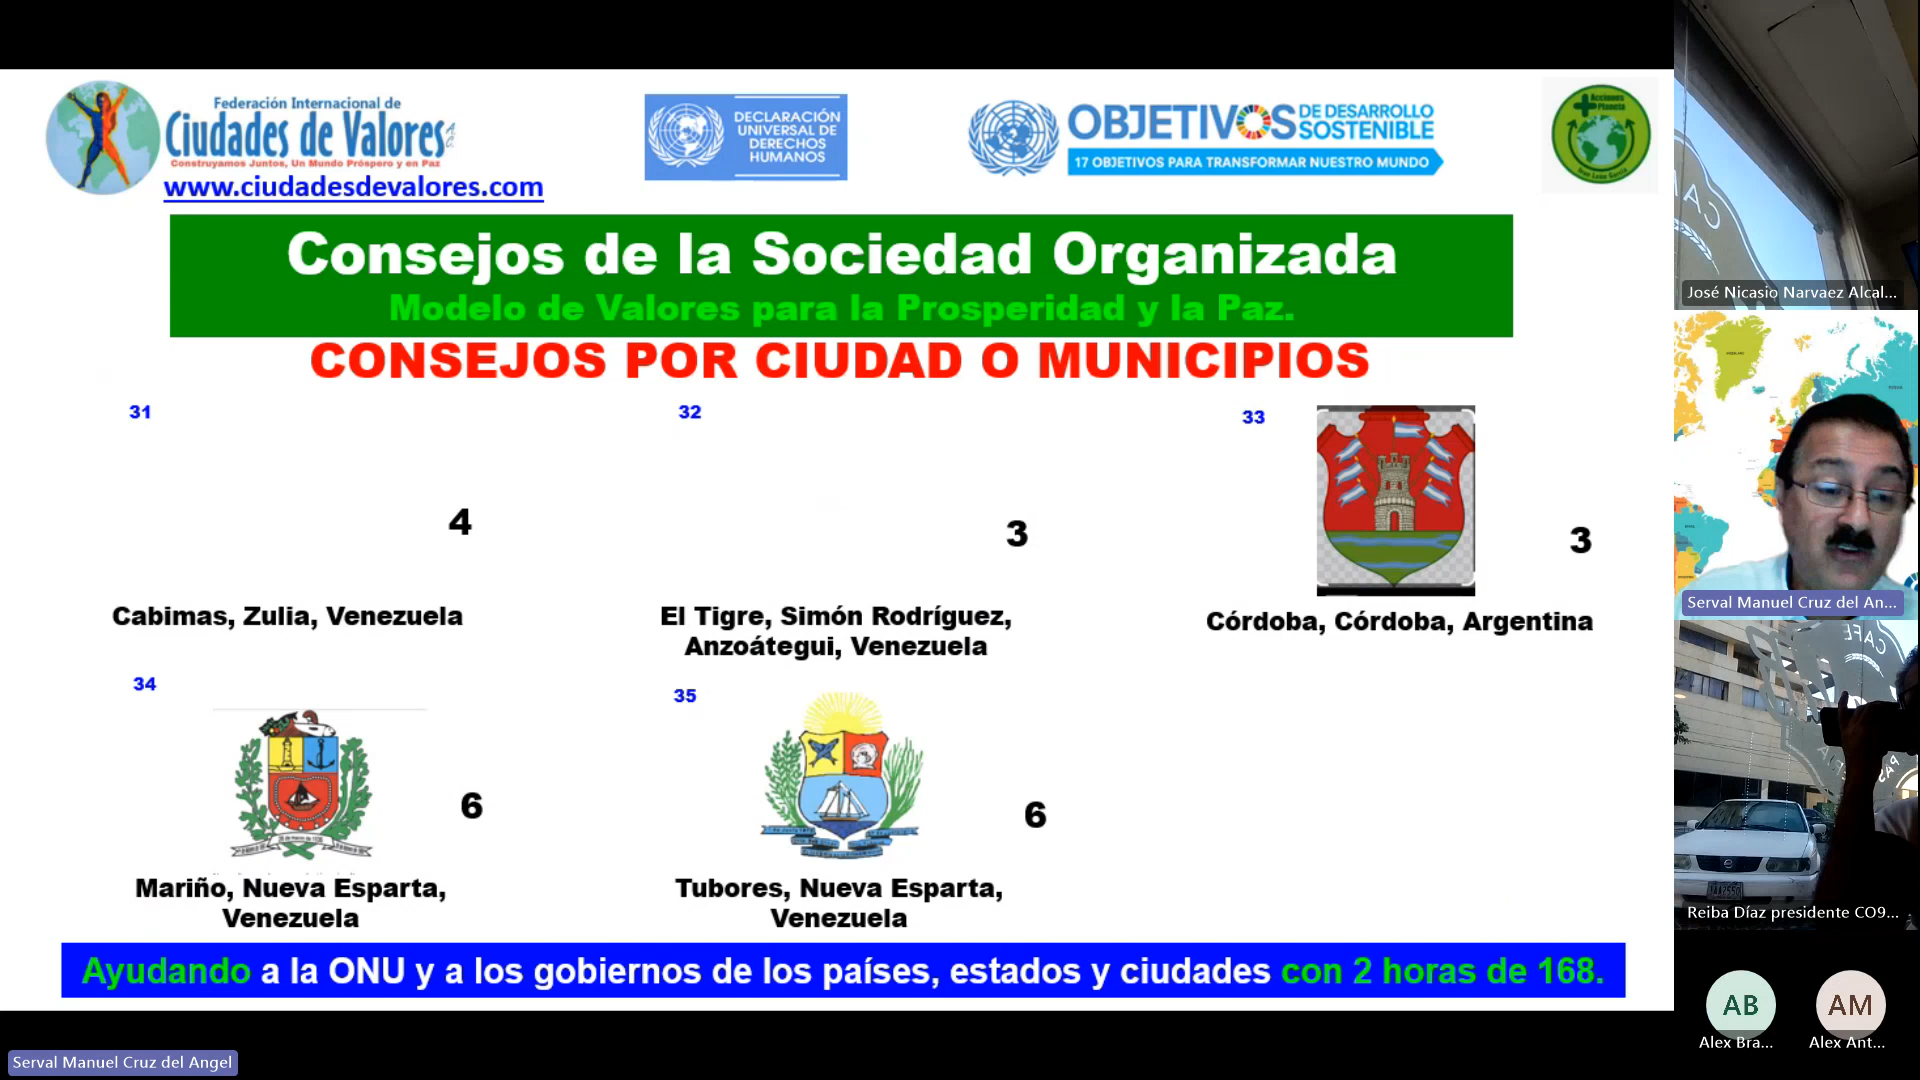 Federación Internacional de
Ciudades de Valores
Construyamos Juntos, Un Mundo Próspero y en Paz
www.ciudadesdevalores.com
DECLARACIÓN
UNIVERSAL DE
DERECHOS
HUMANOS
OBJETIVOS DE DESARROLLO
SOSTENIBLE
17 OBJETIVOS PARA TRANSFORMAR NUESTRO MUNDO
Acciones
Planeta
Consejos de la Sociedad Organizada
Modelo de Valores para la Prosperidad y la Paz.
CONSEJOS POR CIUDAD O MUNICIPIOS
31
4
Cabimas, Zulia, Venezuela
32
3
El Tigre, Simón Rodríguez,
Anzoátegui, Venezuela
33
3
Córdoba, Córdoba, Argentina
34
6
Mariño, Nueva Esparta,
Venezuela
35
6
Tubores, Nueva Esparta,
Venezuela
Ayudando a la ONU y a los gobiernos de los países, estados y ciudades con 2 horas de 168.
Serval Manuel Cruz del Angel
José Nicasio Narvaez Alcal...
Serval Manuel Cruz del An...
CAFE
Reiba Díaz presidente CO9...
AB
Alex Bra...
AM
Alex Ant...